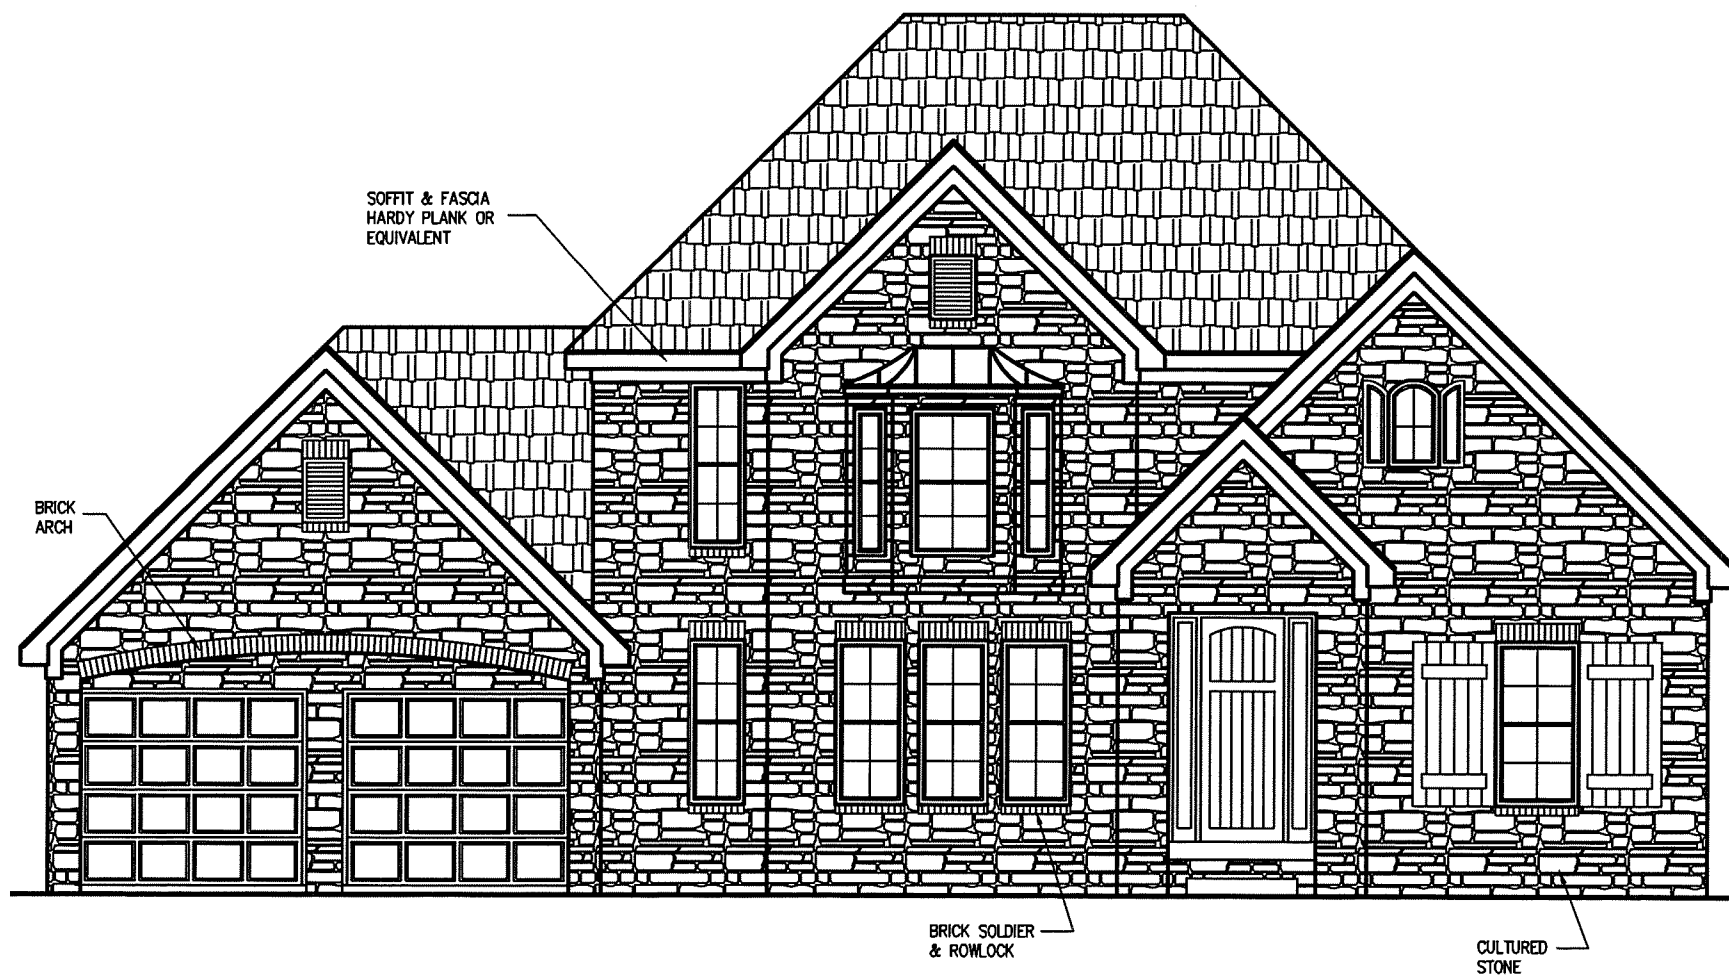 SOFFIT & FASCIA
HARDY PLANK OR
EQUIVALENT
BRICK
ARCH
BRICK SOLDIER
& ROWLOCK
CULTURED
STONE